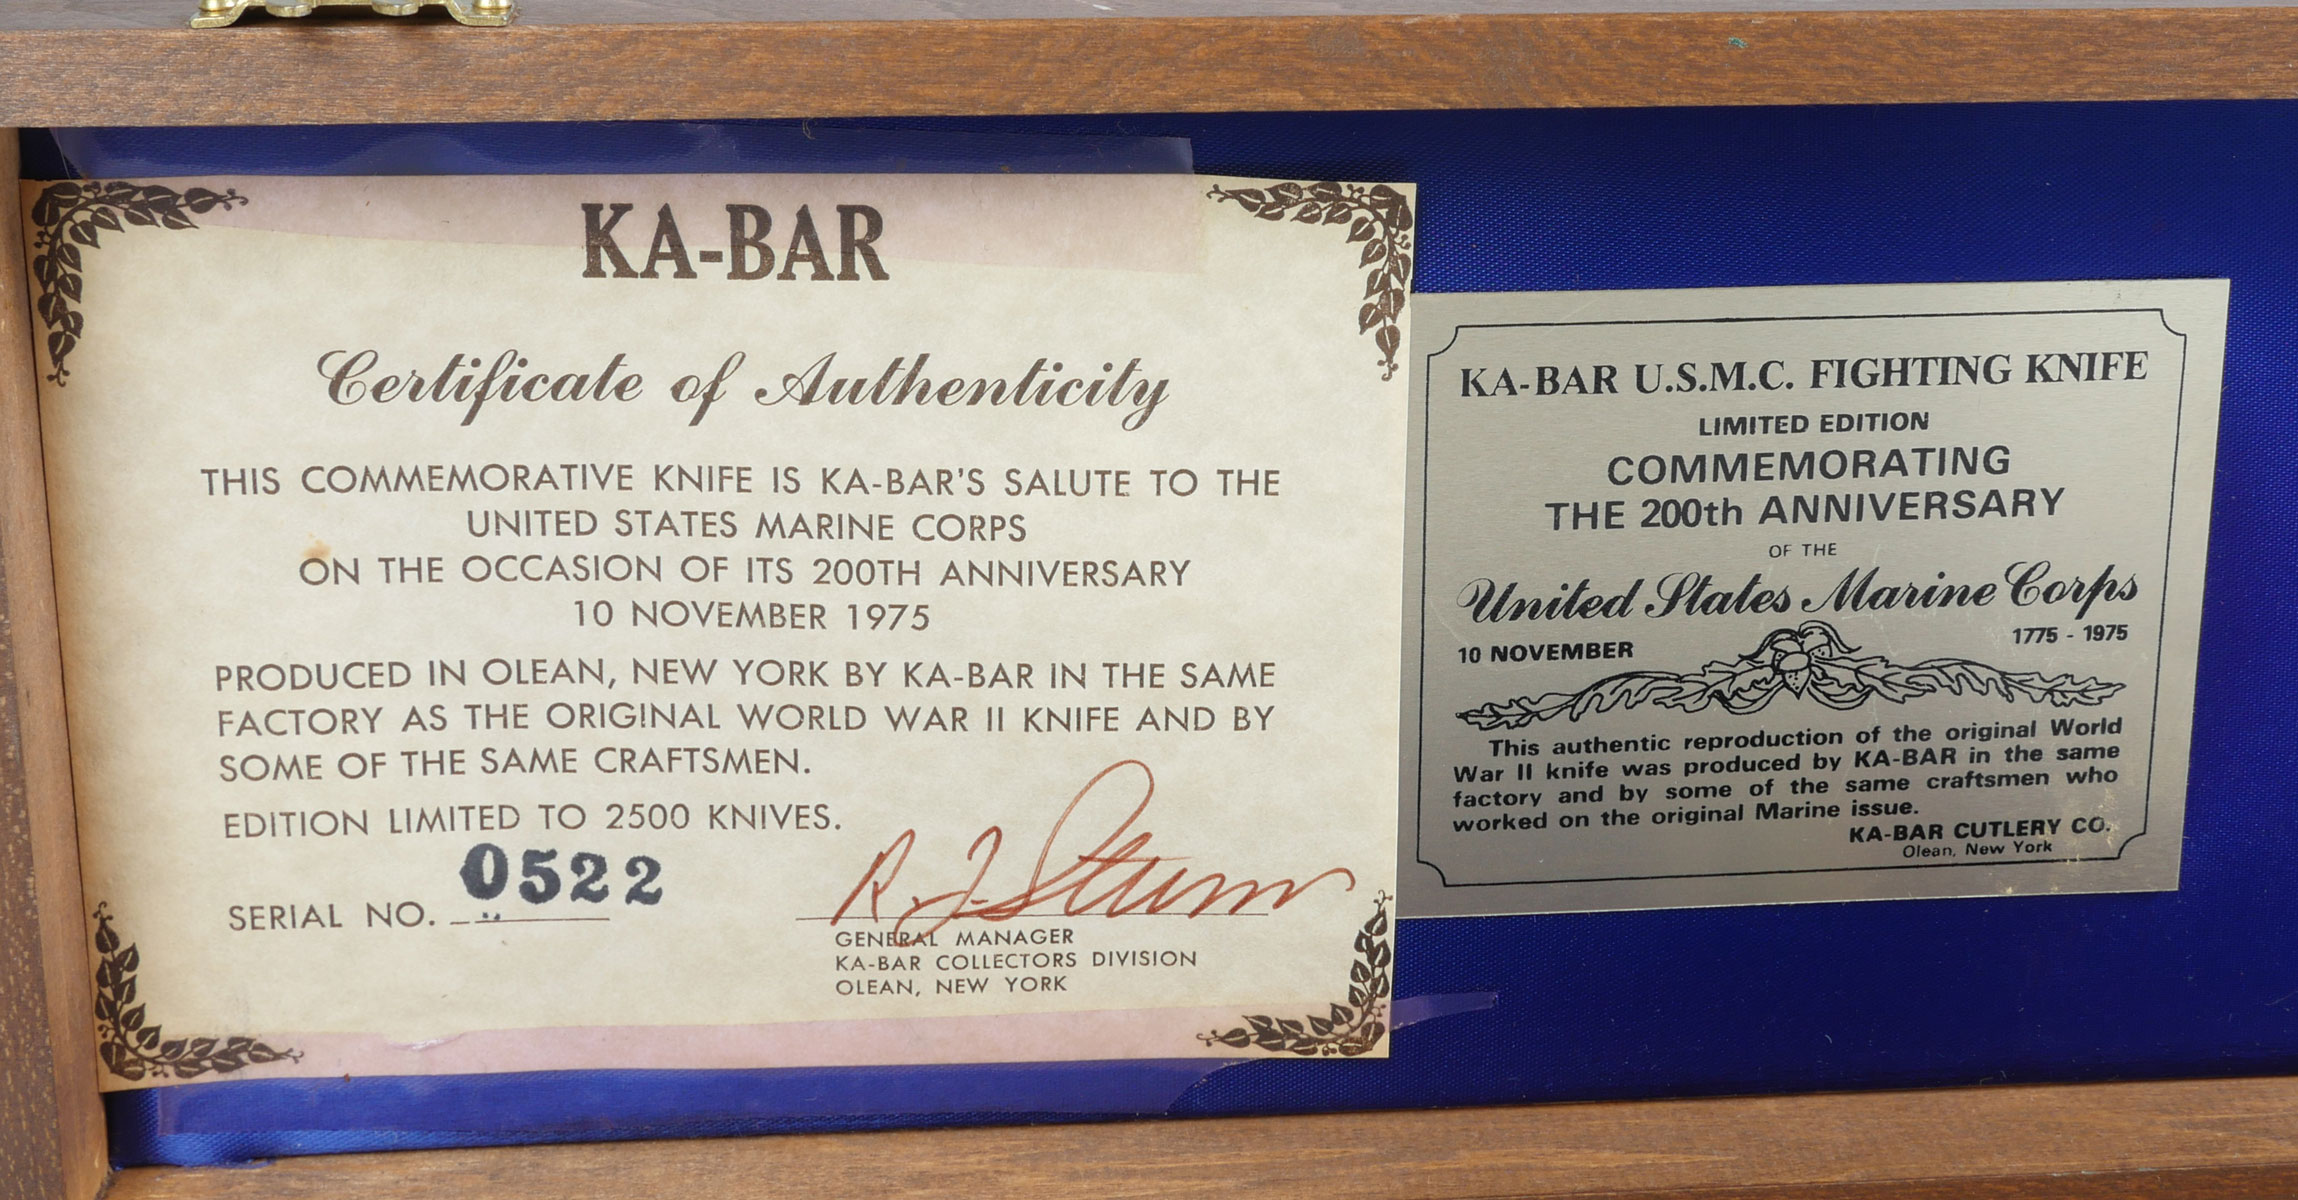 KA-BAR
Certificate of Authenticity
THIS COMMEMORATIVE KNIFE IS KA-BAR'S SALUTE TO THE
UNITED STATES MARINE CORPS
ON THE OCCASION OF ITS 200TH ANNIVERSARY
10 NOVEMBER 1975
PRODUCED IN OLEAN, NEW YORK BY KA-BAR IN THE SAME
FACTORY AS THE ORIGINAL WORLD WAR II KNIFE AND BY
SOME OF THE SAME CRAFTSMEN.
EDITION LIMITED TO 2500 KNIVES.
SERIAL NO. 0522
R. J. Sturm
GENERAL MANAGER
KA-BAR COLLECTORS DIVISION
OLEAN, NEW YORK
KA-BAR U.S.M.C. FIGHTING KNIFE
LIMITED EDITION
COMMEMORATING
THE 200th ANNIVERSARY
OF THE
United States Marine Corps
10 NOVEMBER 1775 - 1975
This authentic reproduction of the original World
War II knife was produced by KA-BAR in the same
factory and by some of the same craftsmen who
worked on the original Marine issue.
KA-BAR CUTLERY CO.
Olean, New York